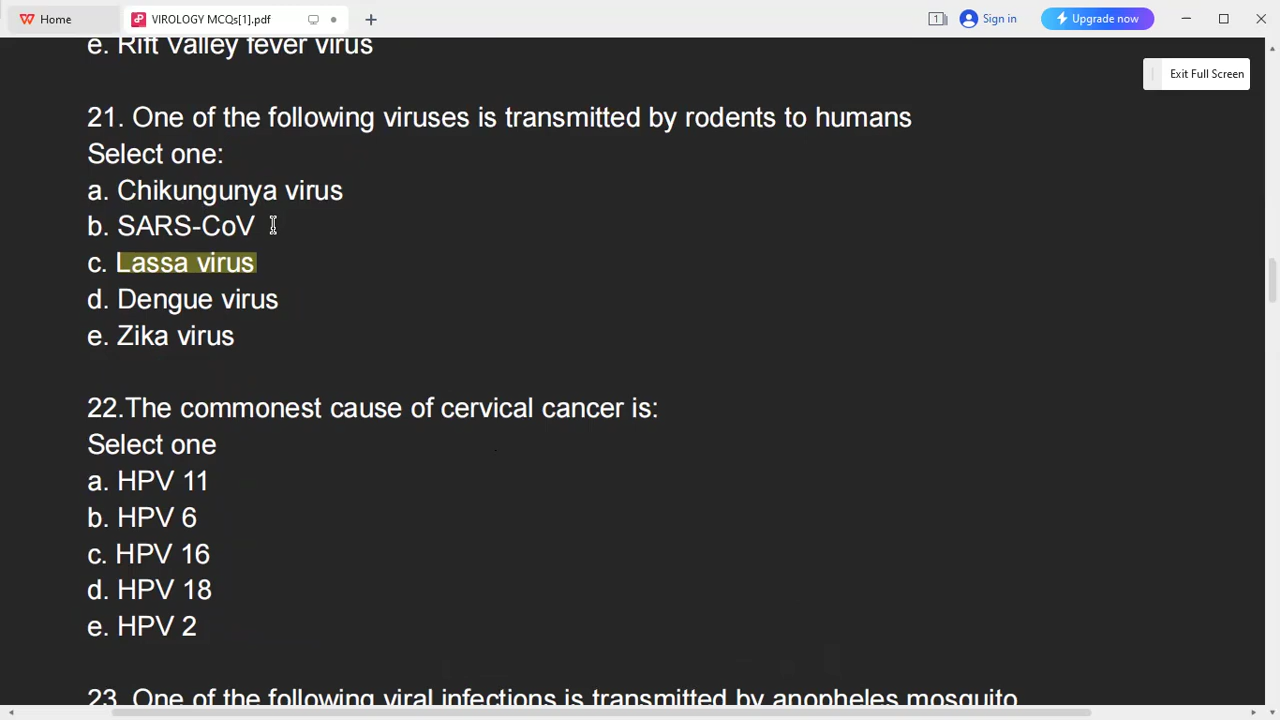 Home
VIROLOGY MCQs[1].pdf
1
Sign in
Upgrade now
e. Rift Valley fever virus
Exit Full Screen
21. One of the following viruses is transmitted by rodents to humans
Select one:
a. Chikungunya virus
b. SARS-CoV
c. Lassa virus
d. Dengue virus
e. Zika virus
22.The commonest cause of cervical cancer is:
Select one
a. HPV 11
b. HPV 6
c. HPV 16
d. HPV 18
e. HPV 2
23. One of the following viral infections is transmitted by anopheles mosquito